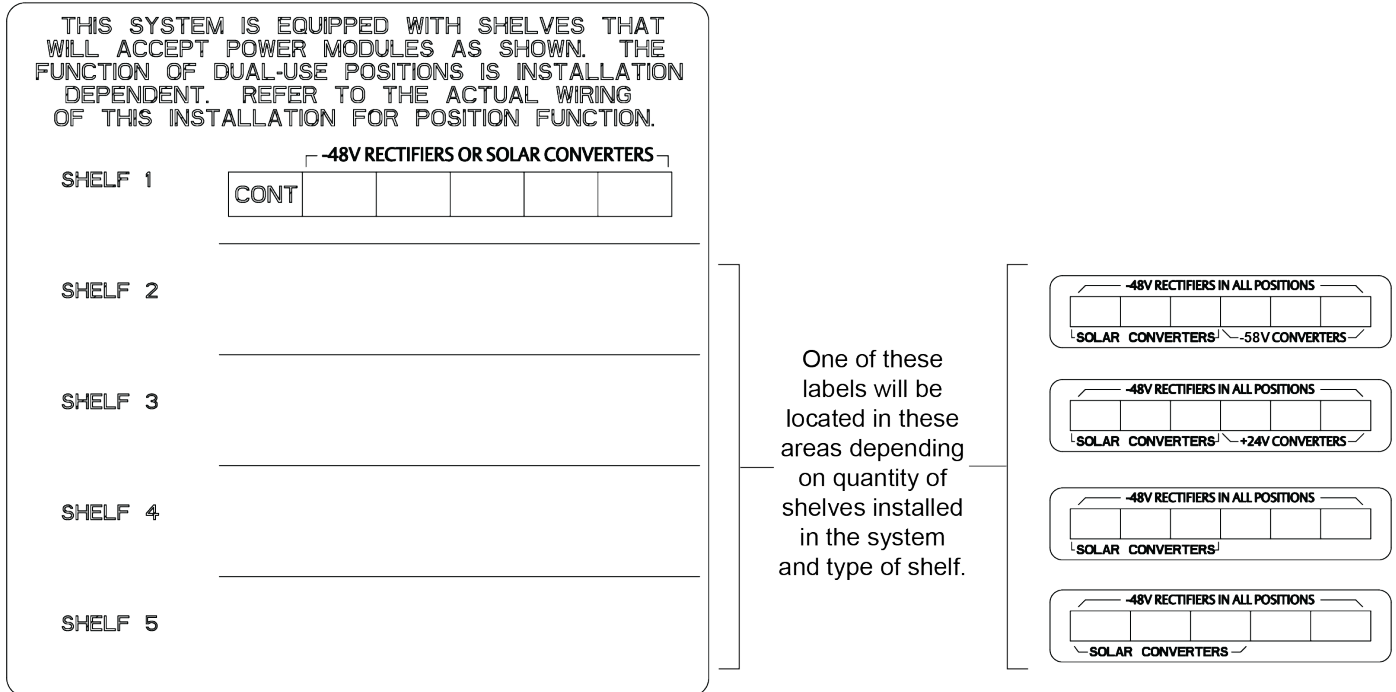 THIS SYSTEM IS EQUIPPED WITH SHELVES THAT
WILL ACCEPT POWER MODULES AS SHOWN. THE
FUNCTION OF DUAL-USE POSITIONS IS INSTALLATION
DEPENDENT. REFER TO THE ACTUAL WIRING
OF THIS INSTALLATION FOR POSITION FUNCTION.
-48V RECTIFIERS OR SOLAR CONVERTERS
SHELF 1
CONT
SHELF 2
SHELF 3
SHELF 4
SHELF 5
One of these
labels will be
located in these
areas depending
on quantity of
shelves installed
in the system
and type of shelf.
-48V RECTIFIERS IN ALL POSITIONS
SOLAR CONVERTERS -58V CONVERTERS
-48V RECTIFIERS IN ALL POSITIONS
SOLAR CONVERTERS +24V CONVERTERS
-48V RECTIFIERS IN ALL POSITIONS
SOLAR CONVERTERS
-48V RECTIFIERS IN ALL POSITIONS
SOLAR CONVERTERS